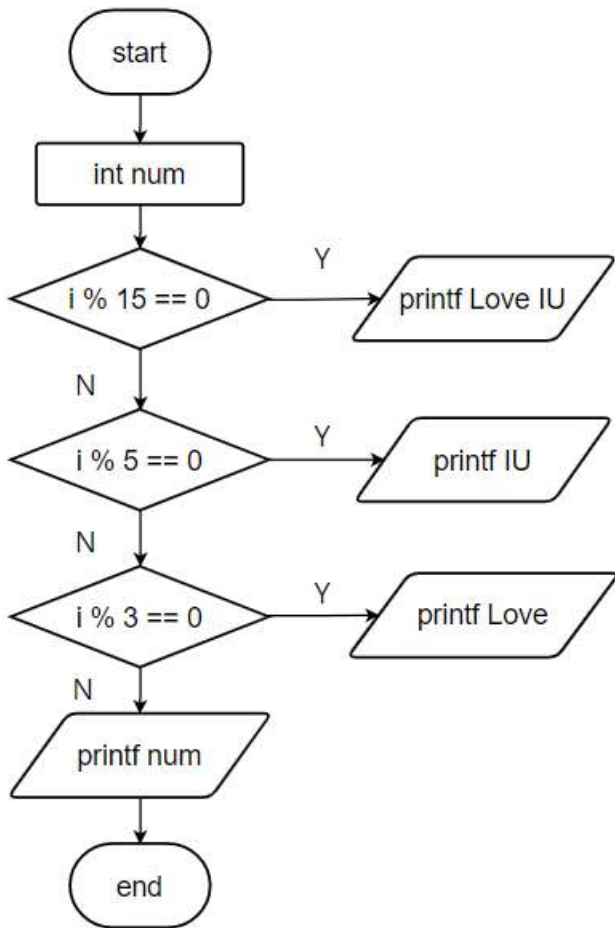 start
int num
i % 15 == 0
Y
printf Love IU
N
i % 5 == 0
Y
printf IU
N
i % 3 == 0
Y
printf Love
N
printf num
end